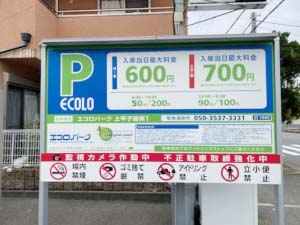 P
ECOLO
入庫当日最大料金
600円
入庫当日最大料金
700円
50分/200円
90分/100円
エコロパーク 上甲子園第1
050-3537-3331
エコロパーク
監視カメラ作動中
不正駐車取締強化中
場内禁煙
ゴミ捨て厳禁
アイドリング禁止
立小便禁止